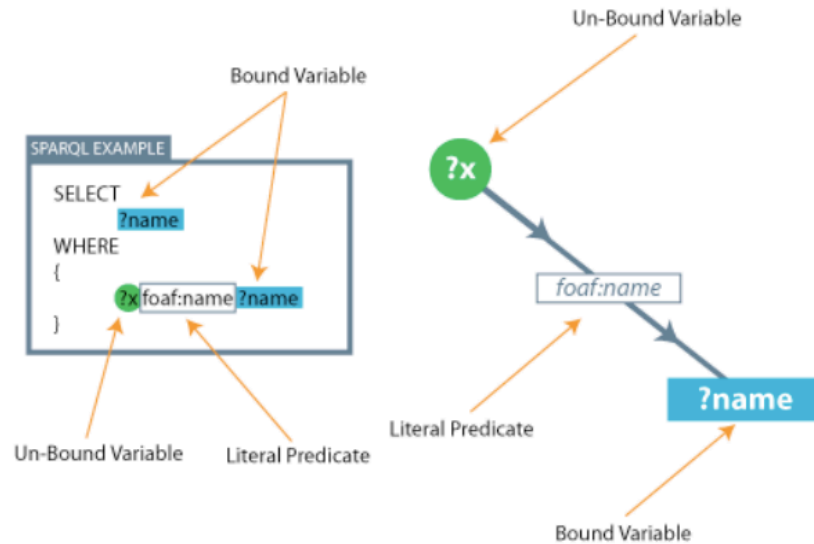 Bound Variable
SPARQL EXAMPLE
SELECT
?name
WHERE
{
?x foaf:name ?name
}
Un-Bound Variable
Literal Predicate
Un-Bound Variable
?x
foaf:name
Literal Predicate
?name
Bound Variable